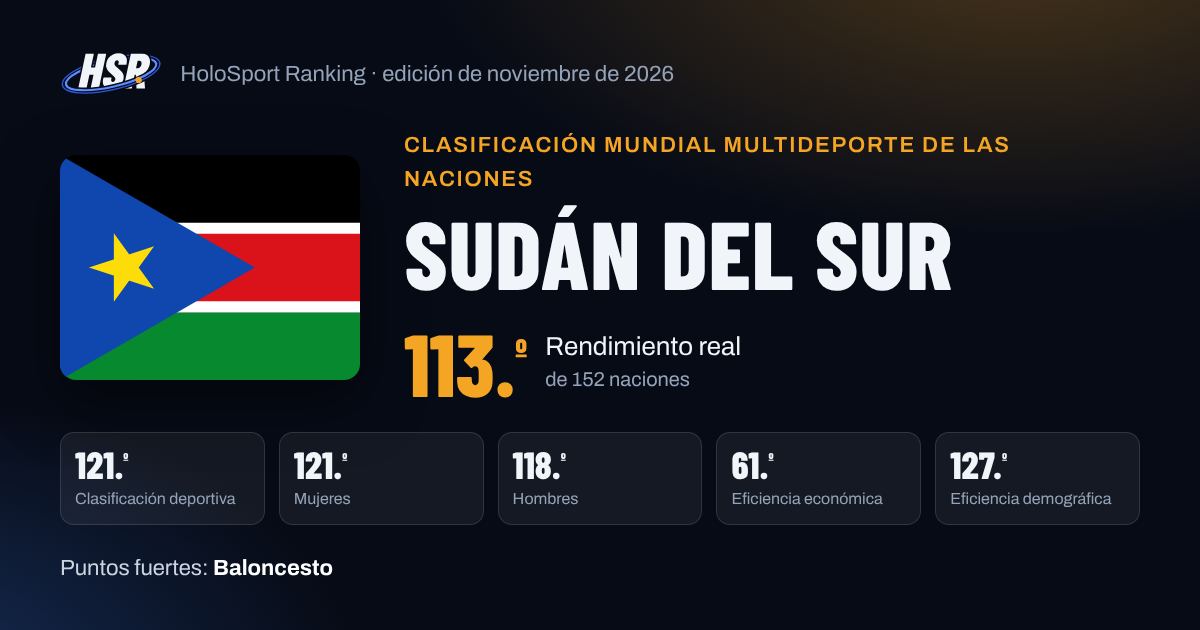 HSR
HoloSport Ranking · edición de noviembre de 2026
CLASIFICACIÓN MUNDIAL MULTIDEPORTE DE LAS
NACIONES
SUDÁN DEL SUR
113.º
Rendimiento real
de 152 naciones
121.º
Clasificación deportiva
121.º
Mujeres
118.º
Hombres
61.º
Eficiencia económica
127.º
Eficiencia demográfica
Puntos fuertes: Baloncesto